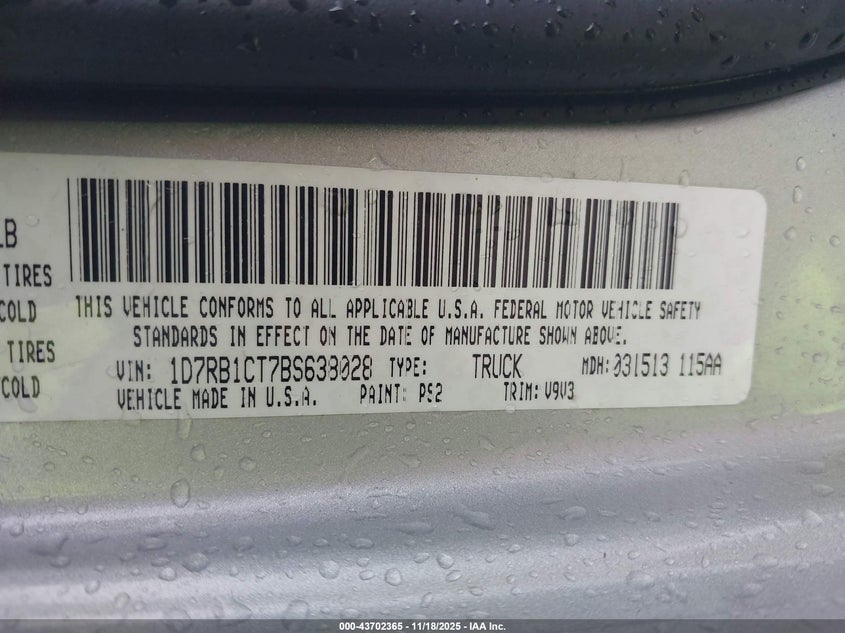 LB
TIRES
COLD
TIRES
COLD
THIS VEHICLE CONFORMS TO ALL APPLICABLE U.S.A. FEDERAL MOTOR VEHICLE SAFETY
STANDARDS IN EFFECT ON THE DATE OF MANUFACTURE SHOWN ABOVE.
VIN: 1D7RB1CT7BS638028 TYPE: TRUCK MDH: 031513 115AA
VEHICLE MADE IN U.S.A. PAINT: PS2 TRIM: V9V3
000-43702365 - 11/18/2025 - IAA Inc.